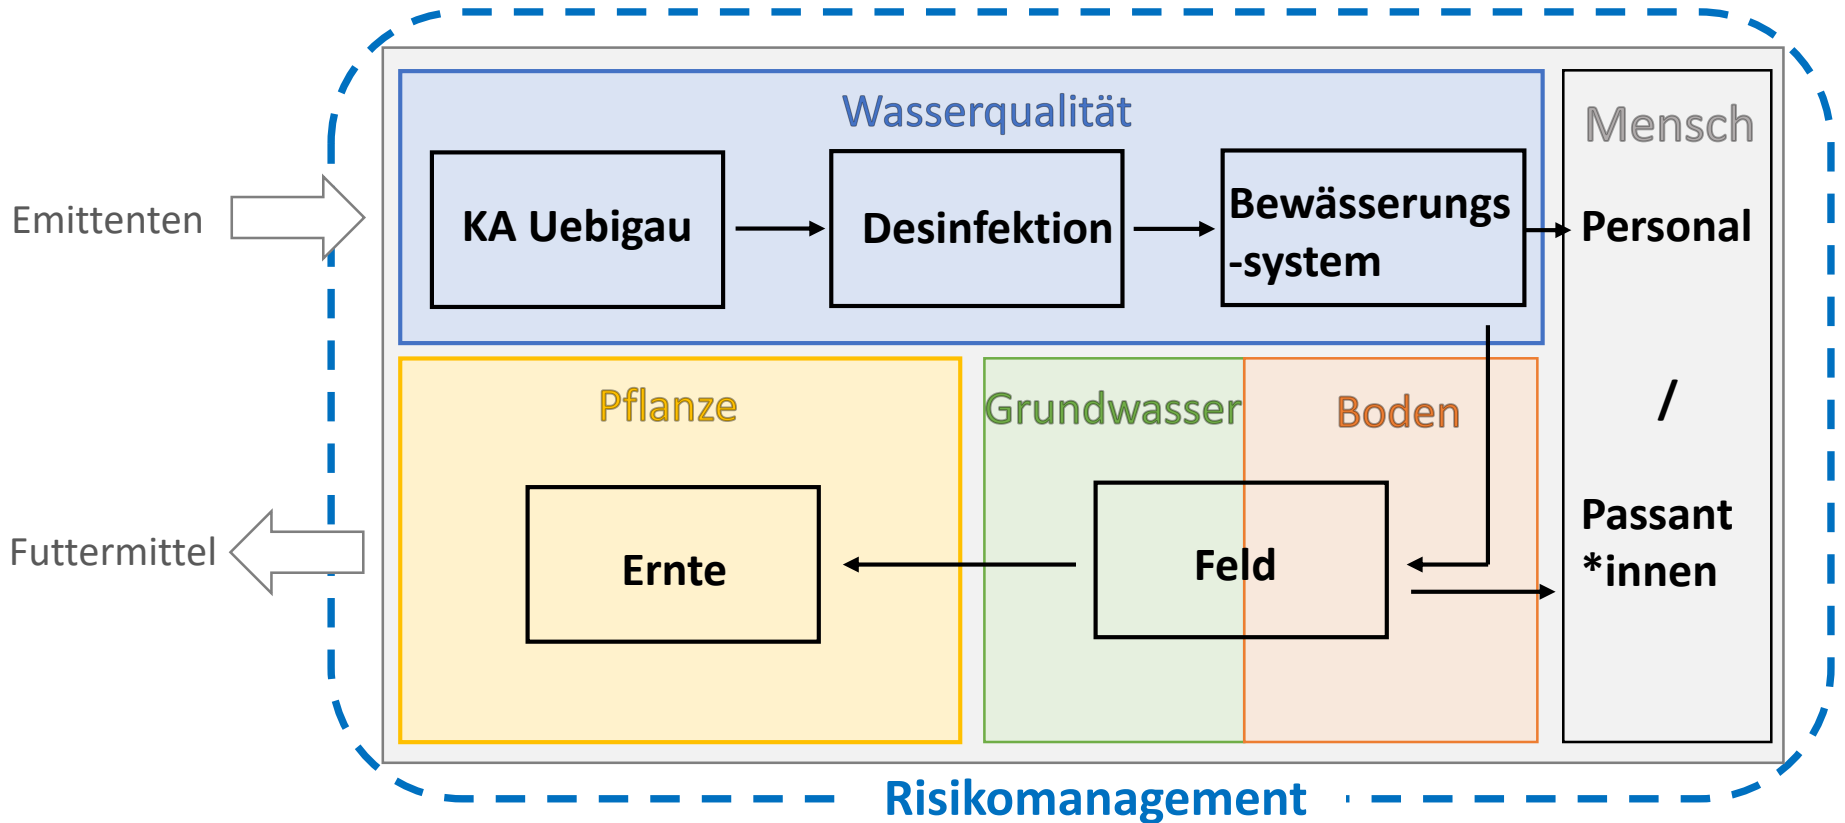 Wasserqualität
Mensch
Emittenten
KA Uebigau
Desinfektion
Bewässerungs
-system
Personal
/
Passant
*innen
Pflanze
Grundwasser
Boden
Futtermittel
Ernte
Feld
Risikomanagement